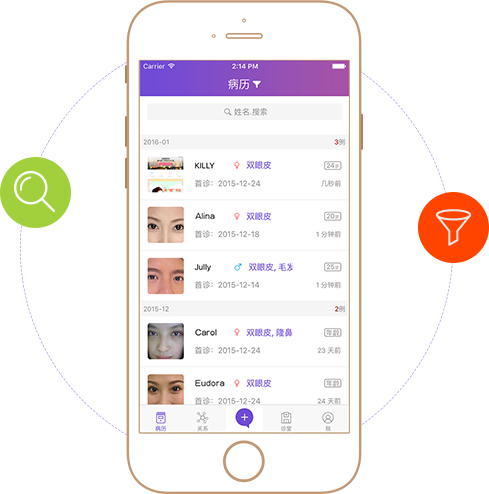 Carrier 2:14 PM
病历
姓名.搜索
2016-01 3例
KILLY 双眼皮 24岁
首诊：2015-12-24 几秒前
Alina 双眼皮 20岁
首诊：2015-12-18 1 分钟前
Jully 双眼皮, 毛发 25岁
首诊：2015-12-14 1 分钟前
2015-12 2例
Carol 双眼皮, 隆鼻 年龄
首诊：2015-12-24 23 天前
Eudora 双眼皮 年龄
首诊：2015-12-24 34 天前
病历 关系 诊室 我